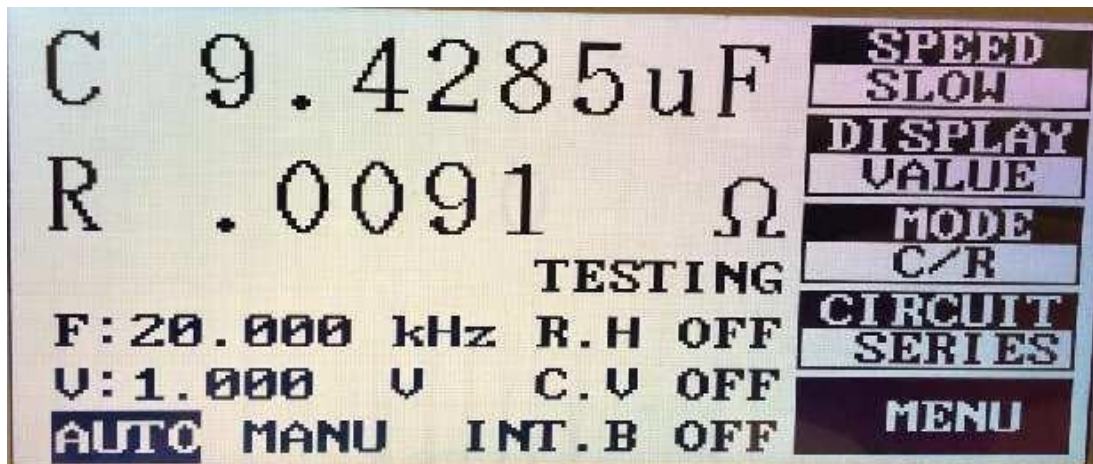 C 9.4285uF
R .0091 Ω
TESTING
F:20.000 kHz R.H OFF
V:1.000 V C.V OFF
AUTO MANU INT.B OFF
SPEED
SLOW
DISPLAY
VALUE
MODE
C/R
CIRCUIT
SERIES
MENU